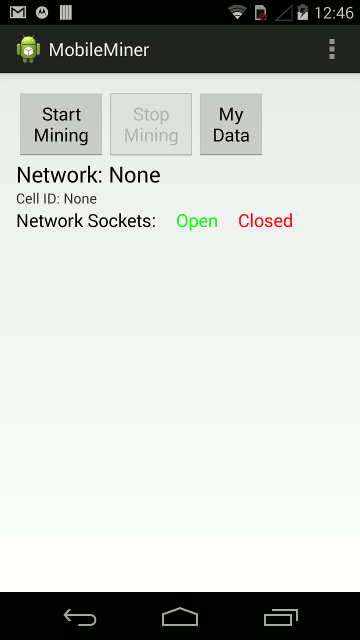 12:46
MobileMiner
Start Mining
Stop Mining
My Data
Network: None
Cell ID: None
Network Sockets: Open Closed